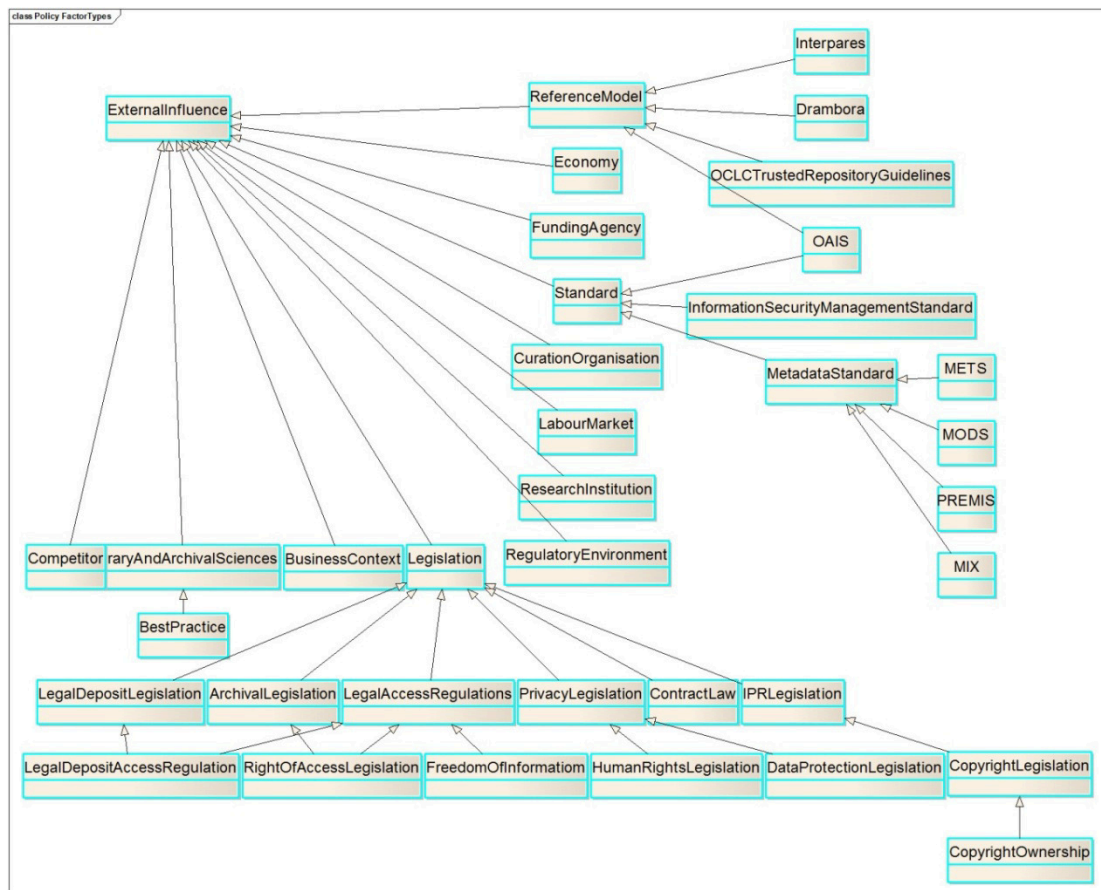 class Policy FactorTypes
Interpares
ExternalInfluence
ReferenceModel
Drambora
Economy
OCLCTrustedRepositoryGuidelines
FundingAgency
OAIS
Standard
InformationSecurityManagementStandard
CurationOrganisation
MetadataStandard
METS
LabourMarket
MODS
ResearchInstitution
PREMIS
Competitor
raryAndArchivalSciences
BusinessContext
Legislation
RegulatoryEnvironment
MIX
BestPractice
LegalDepositLegislation
ArchivalLegislation
LegalAccessRegulations
PrivacyLegislation
ContractLaw
IPRLegislation
LegalDepositAccessRegulation
RightOfAccessLegislation
FreedomOfInformatiom
HumanRightsLegislation
DataProtectionLegislation
CopyrightLegislation
CopyrightOwnership